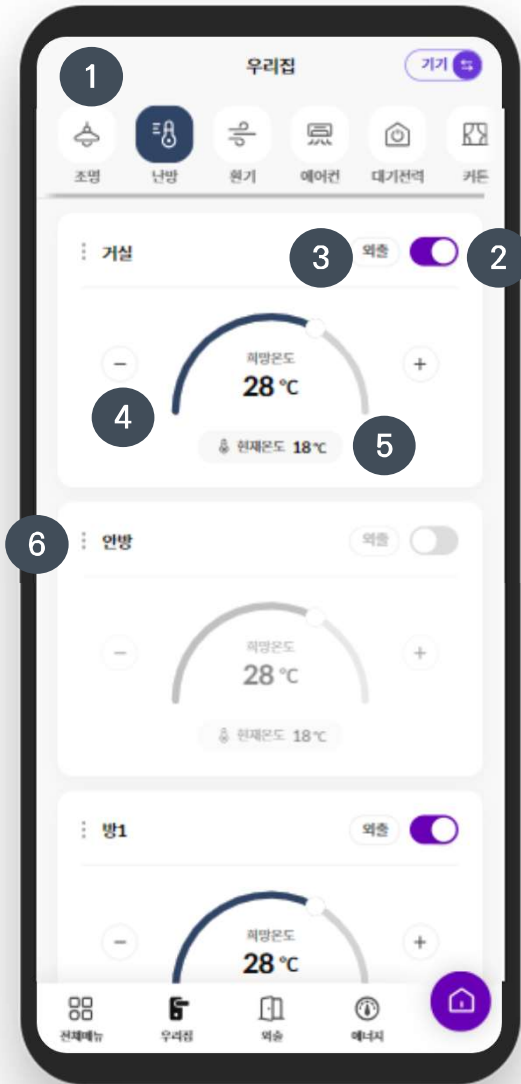 1
우리집
기기
조명 난방 환기 에어컨 대기전력 커튼
거실 3 외출 2
희망온도
− 28 ℃ +
4
현재온도 18℃ 5
6 안방 외출
희망온도
− 28 ℃ +
현재온도 18℃
방1 외출
희망온도
− 28 ℃ +
전체메뉴 우리집 외출 에너지